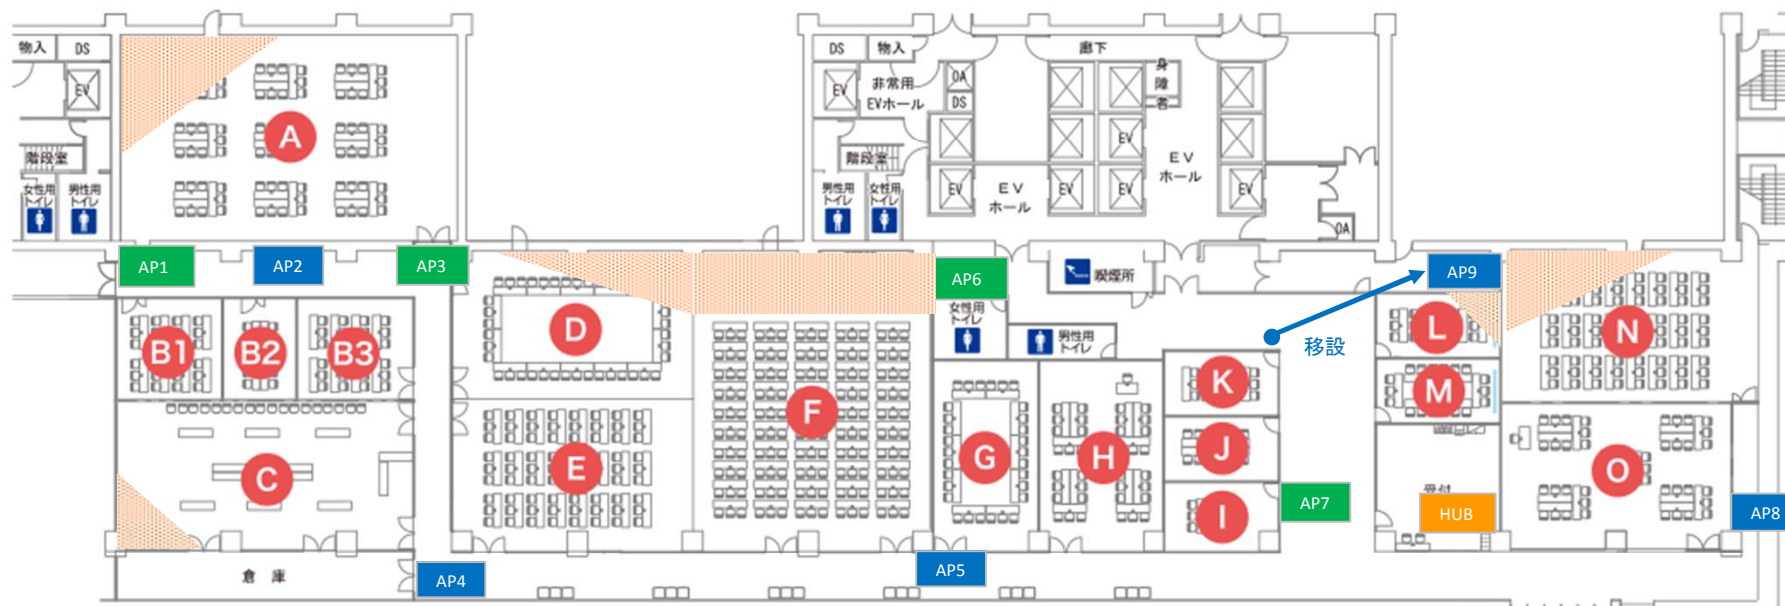 物入
DS
EV
階段室
女性用
トイレ
男性用
トイレ
A
DS
物入
EV
非常用
EVホール
OA
DS
階段室
男性用
トイレ
女性用
トイレ
廊下
身
障
者
EV
EV
ホール
EV
EV
ホール
EV
EV
EV
OA
AP1
AP2
AP3
AP6
喫煙所
AP9
移設
女性用
トイレ
男性用
トイレ
B1
B2
B3
C
D
E
F
G
H
K
J
I
L
M
N
O
受付
HUB
AP7
AP8
AP4
AP5
倉庫